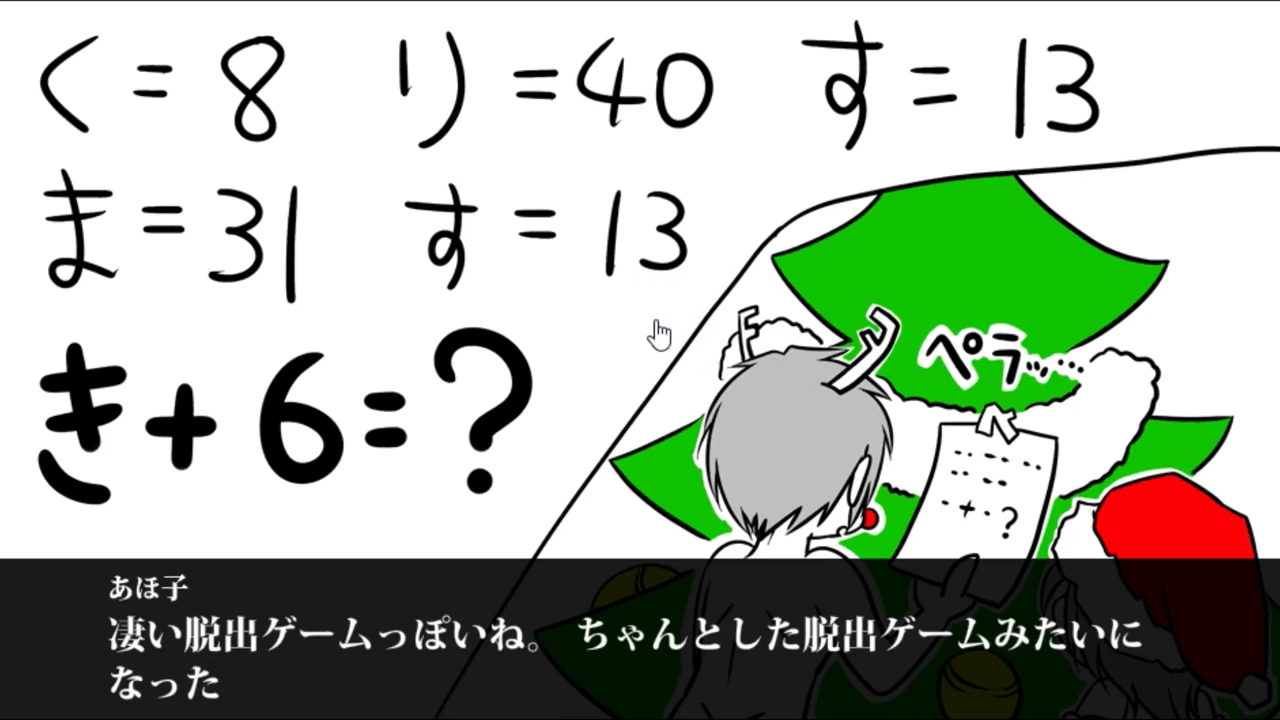 く=8 り=40 す=13
ま=31 す=13
き+6=?
ペラッ…
-+・?
あほ子
凄い脱出ゲームっぽいね。 ちゃんとした脱出ゲームみたいに
なった